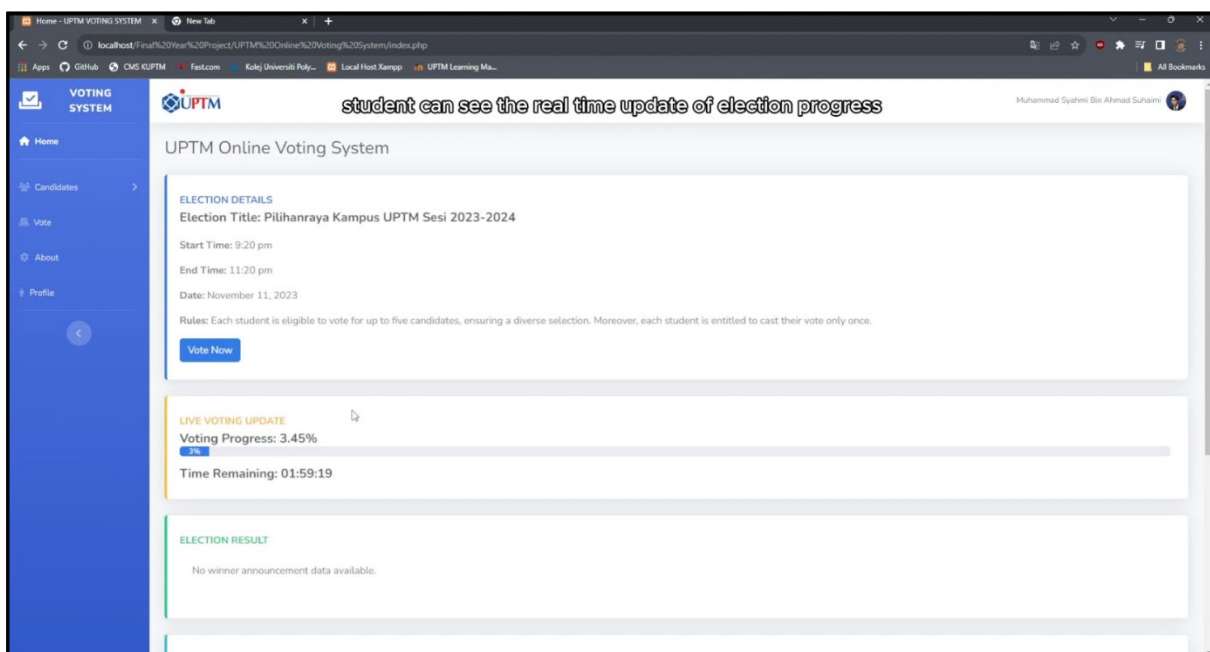 Home - UPTM VOTING SYSTEM
New Tab
localhost/Final%20Year%20Project/UPTM%20Online%20Voting%20System/index.php
Apps
GitHub
CMS KUPTM
Fast.com
Kolej Universiti Poly...
Local Host Xampp
UPTM Learning Ma...
All Bookmarks
VOTING
SYSTEM
UPTM
student can see the real time update of election progress
Muhammad Syahmi Bin Ahmad Suhaimi
Home
Candidates
Vote
About
Profile
UPTM Online Voting System
ELECTION DETAILS
Election Title: Pilihanraya Kampus UPTM Sesi 2023-2024
Start Time: 9:20 pm
End Time: 11:20 pm
Date: November 11, 2023
Rules: Each student is eligible to vote for up to five candidates, ensuring a diverse selection. Moreover, each student is entitled to cast their vote only once.
Vote Now
LIVE VOTING UPDATE
Voting Progress: 3.45%
3%
Time Remaining: 01:59:19
ELECTION RESULT
No winner announcement data available.